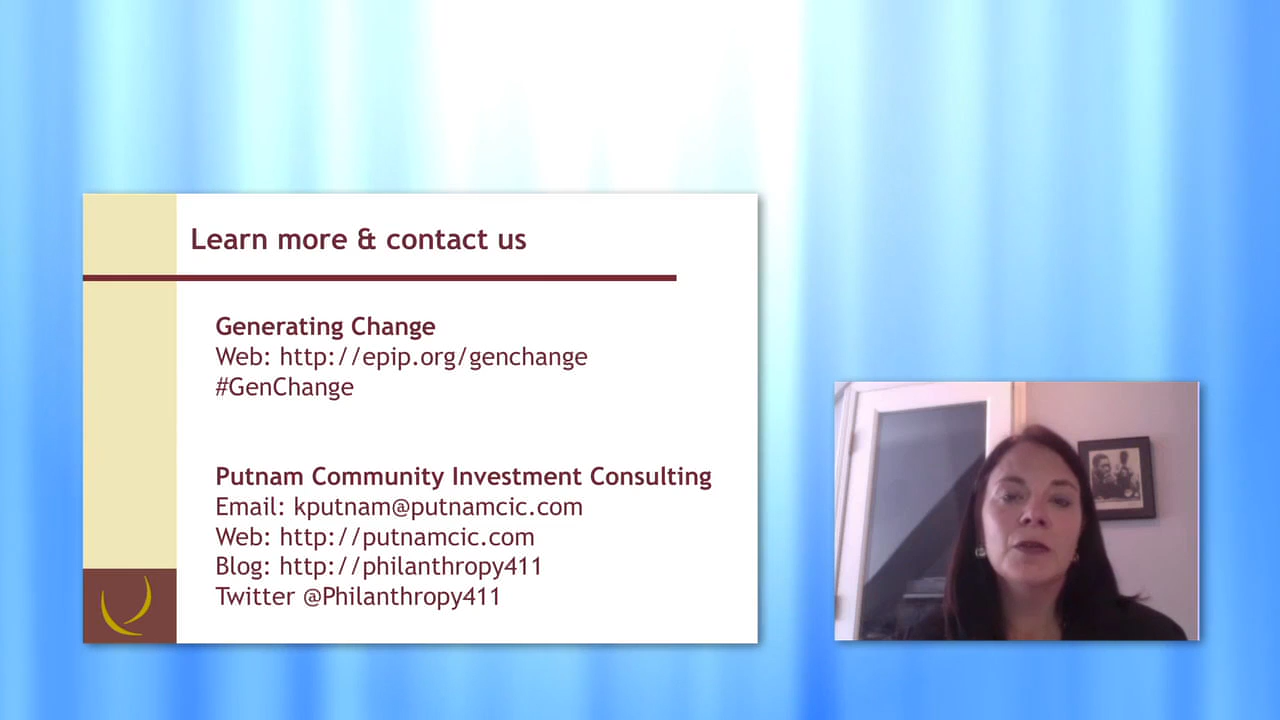 Learn more & contact us
Generating Change
Web: http://epip.org/genchange
#GenChange
Putnam Community Investment Consulting
Email: kputnam@putnamcic.com
Web: http://putnamcic.com
Blog: http://philanthropy411
Twitter @Philanthropy411